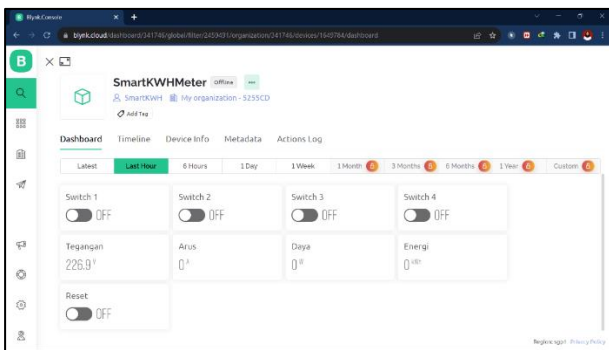 Blynk.Console
blynk.cloud/dashboard/341746/global/filter/2459491/organization/341746/devices/1649784/dashboard
B
SmartKWHMeter Offline
SmartKWH My organization - 5255CD
Add Tag
Dashboard Timeline Device Info Metadata Actions Log
Latest Last Hour 6 Hours 1 Day 1 Week 1 Month 3 Months 6 Months 1 Year Custom
Switch 1 Switch 2 Switch 3 Switch 4
OFF OFF OFF OFF
Tegangan Arus Daya Energi
226.9 V 0 A 0 W 0 kWh
Reset
OFF
Privacy Policy